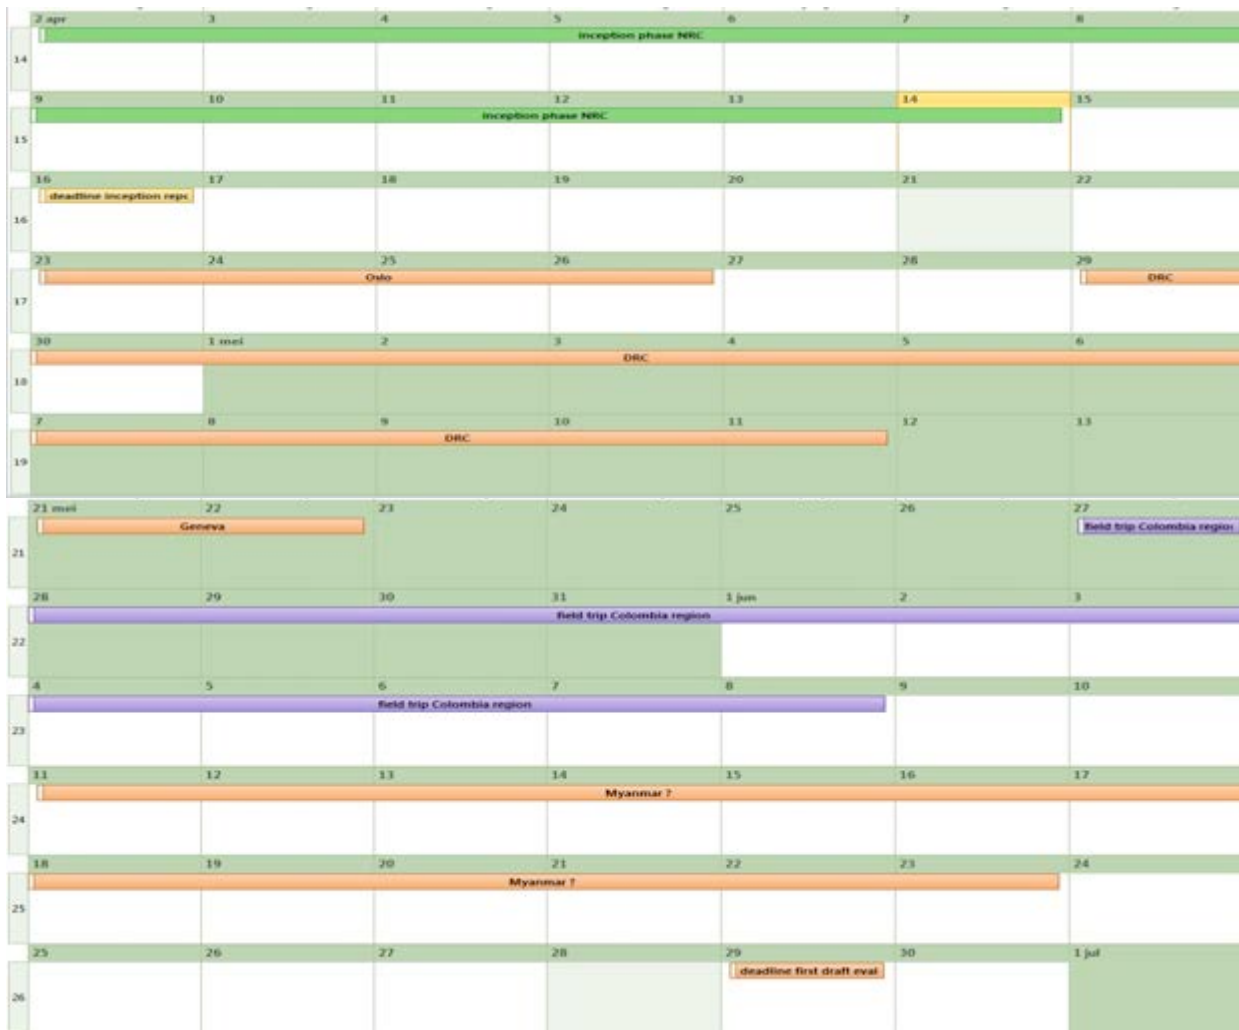 2 apr 3 4 5 6 7 8
inception phase NRC
14
9 10 11 12 13 14 15
inception phase NRC
15
16 17 18 19 20 21 22
deadline inception repo
16
23 24 25 26 27 28 29
Oslo DRC
17
30 1 mei 2 3 4 5 6
DRC
18
7 8 9 10 11 12 13
DRC
19
21 mei 22 23 24 25 26 27
Geneva field trip Colombia region
21
28 29 30 31 1 jun 2 3
field trip Colombia region
22
4 5 6 7 8 9 10
field trip Colombia region
23
11 12 13 14 15 16 17
Myanmar ?
24
18 19 20 21 22 23 24
Myanmar ?
25
25 26 27 28 29 30 1 jul
deadline first draft eval
26